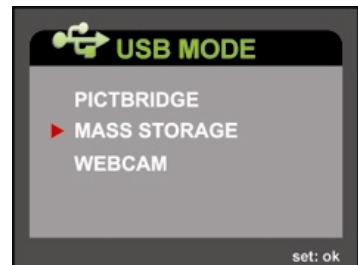 USB MODE
PICTBRIDGE
MASS STORAGE
WEBCAM
set: ok